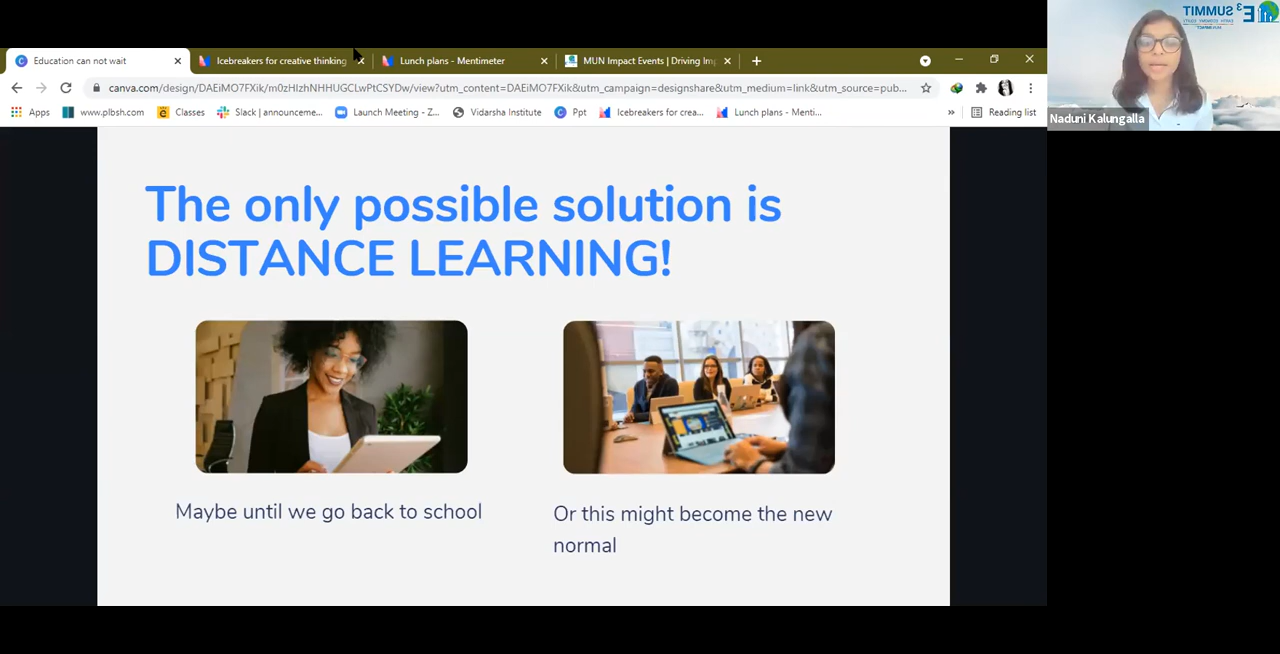 Education can not wait
Icebreakers for creative thinking
Lunch plans - Mentimeter
MUN Impact Events | Driving Im
canva.com/design/DAEiMO7FXik/m0zHIzhNHHUGCLwPtCSYDw/view?utm_content=DAEiMO7FXik&utm_campaign=designshare&utm_medium=link&utm_source=pub...
Apps
www.plbsh.com
Classes
Slack | announceme...
Launch Meeting - Z...
Vidarsha Institute
Ppt
Icebreakers for crea...
Lunch plans - Menti...
»
Reading list
The only possible solution is
DISTANCE LEARNING!
Maybe until we go back to school
Or this might become the new
normal
E³ SUMMIT
Naduni Kalungalla